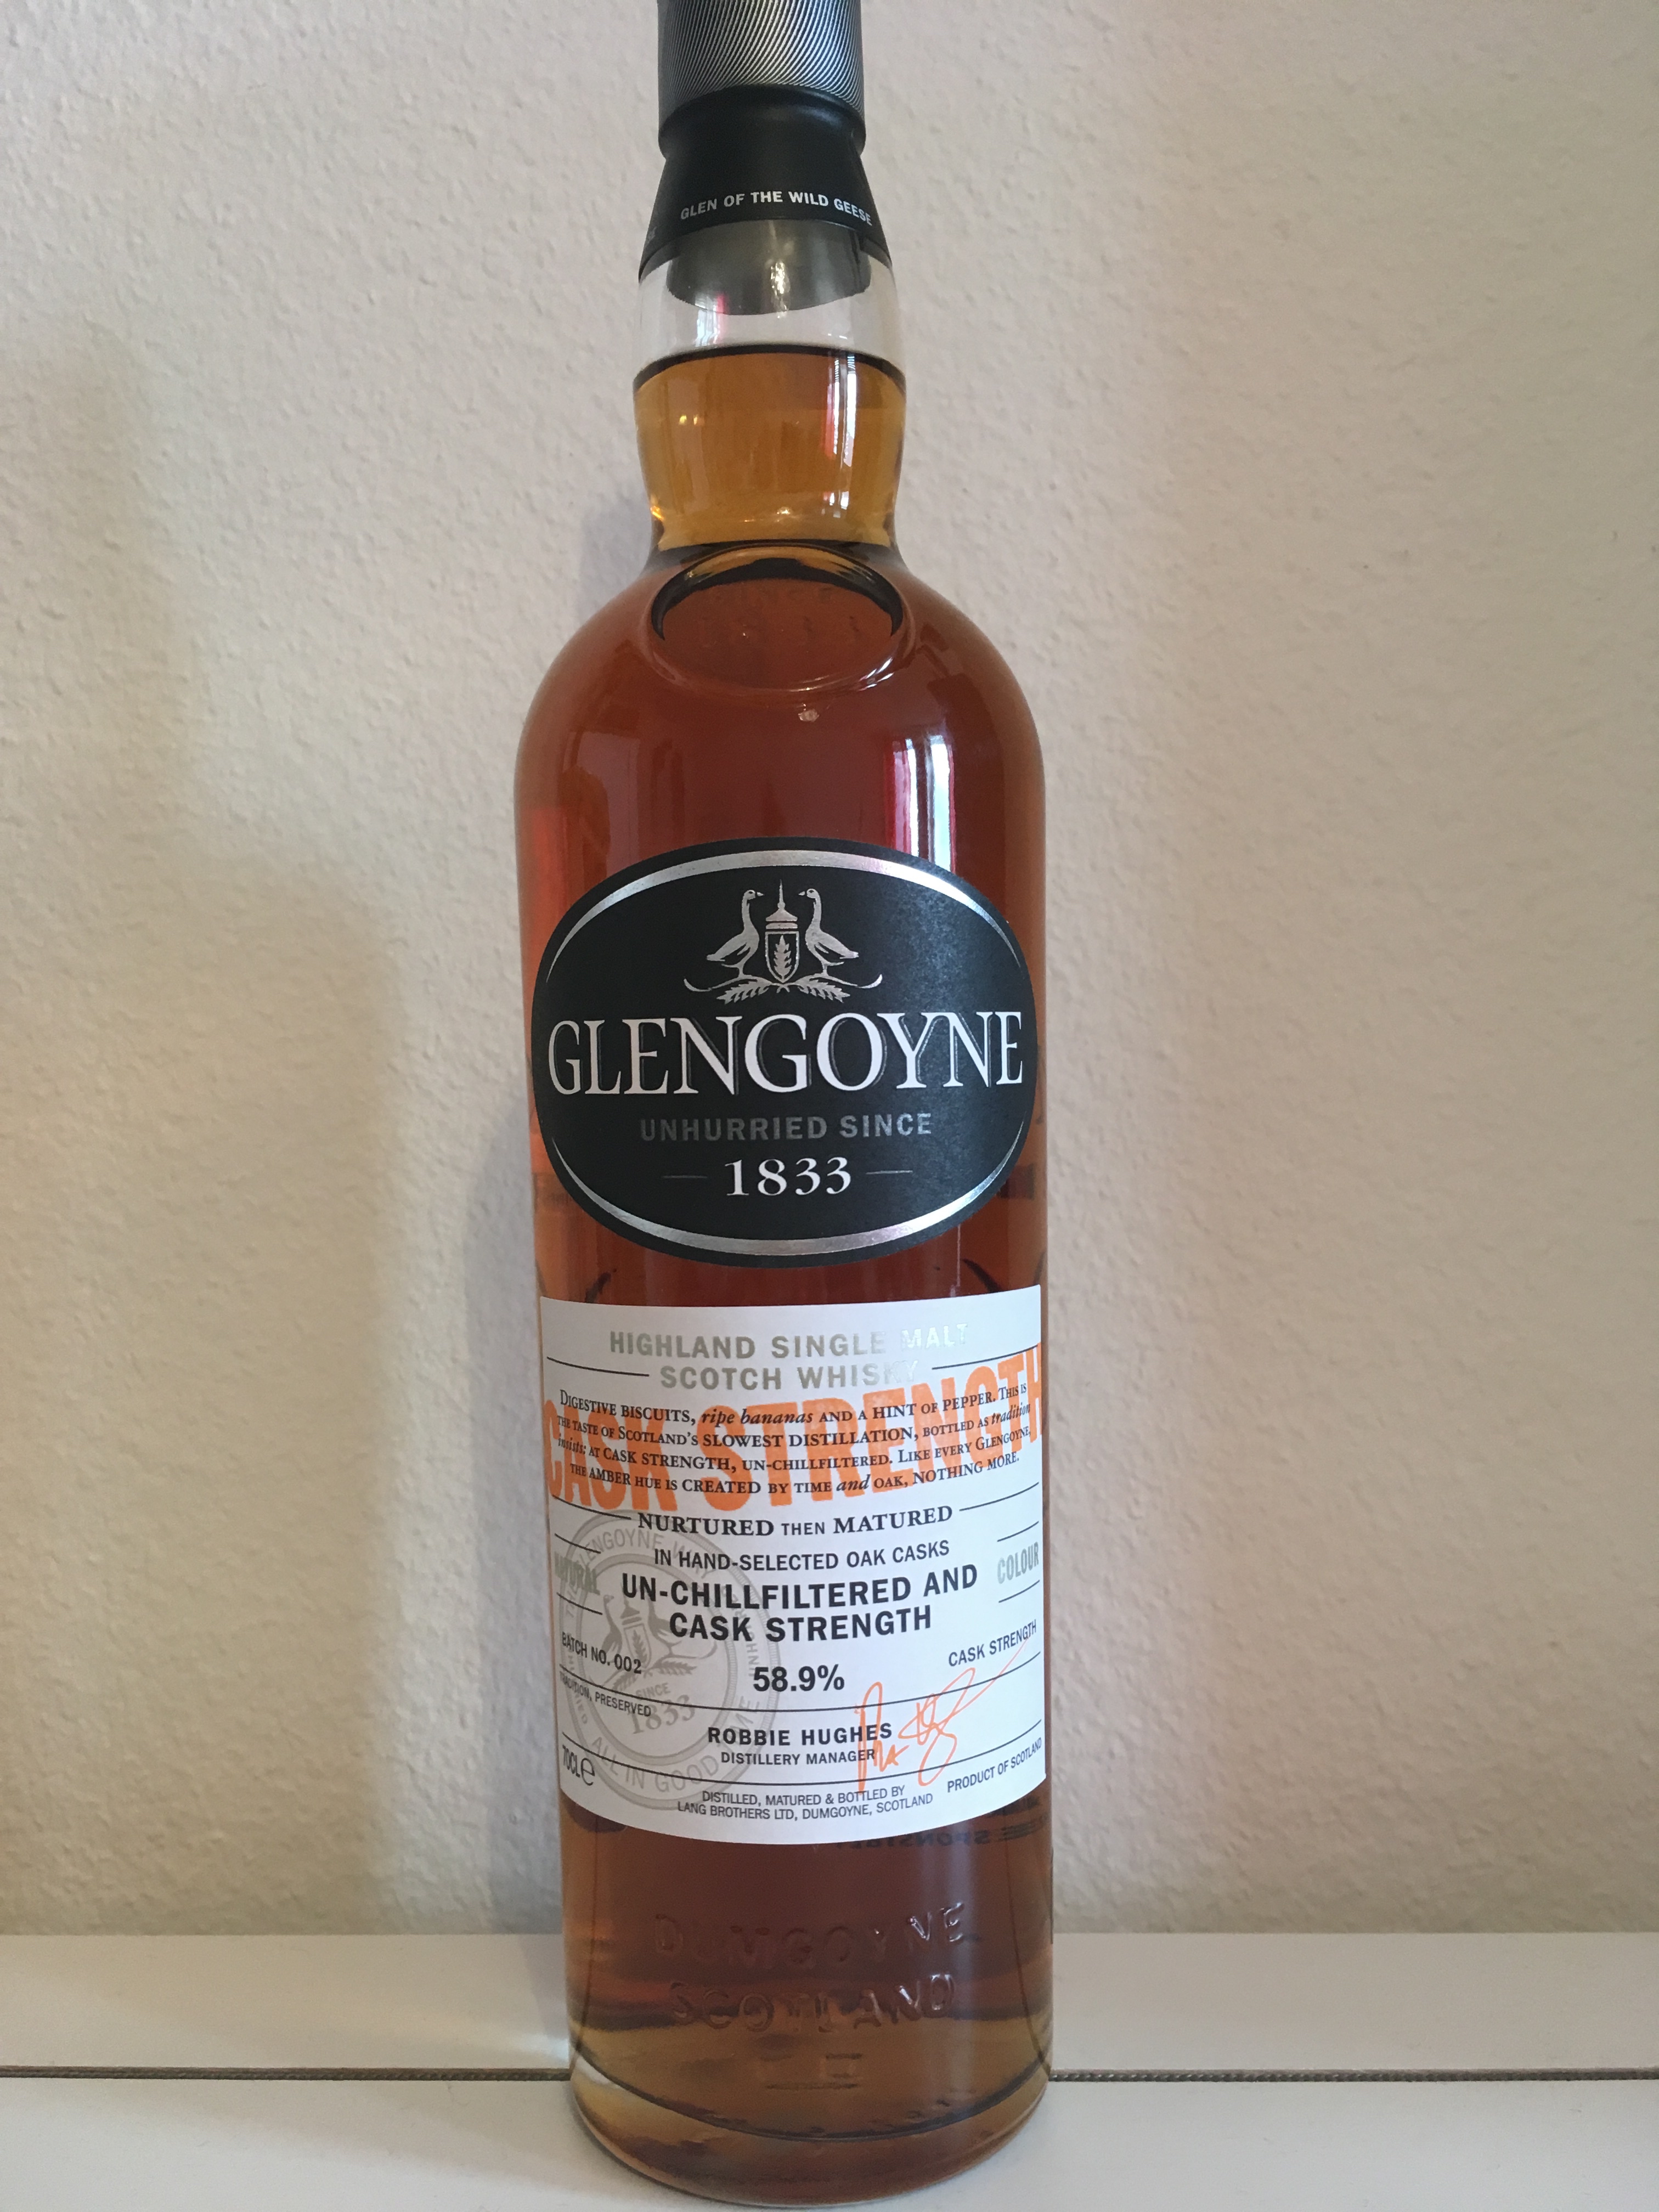 GLEN OF THE WILD GEESE
GLENGOYNE
UNHURRIED SINCE
1833
HIGHLAND SINGLE MALT
SCOTCH WHISKY
CASK STRENGTH
DIGESTIVE BISCUITS, ripe bananas AND A HINT OF PEPPER. THIS IS
THE TASTE OF SCOTLAND'S SLOWEST DISTILLATION, BOTTLED AS tradition
insists: AT CASK STRENGTH, UN-CHILLFILTERED. LIKE EVERY GLENGOYNE,
THE AMBER HUE IS CREATED BY TIME and OAK, NOTHING MORE.
NURTURED THEN MATURED
IN HAND-SELECTED OAK CASKS
NATURAL
COLOUR
UN-CHILLFILTERED AND
CASK STRENGTH
BATCH NO. 002
58.9%
CASK STRENGTH
TRADITION, PRESERVED
GLENGOYNE
SINCE
1833
ALL IN GOOD TIME
ROBBIE HUGHES
DISTILLERY MANAGER
70CL e
DISTILLED, MATURED & BOTTLED BY
LANG BROTHERS LTD, DUMGOYNE, SCOTLAND
PRODUCT OF SCOTLAND
DUMGOYNE
SCOTLAND